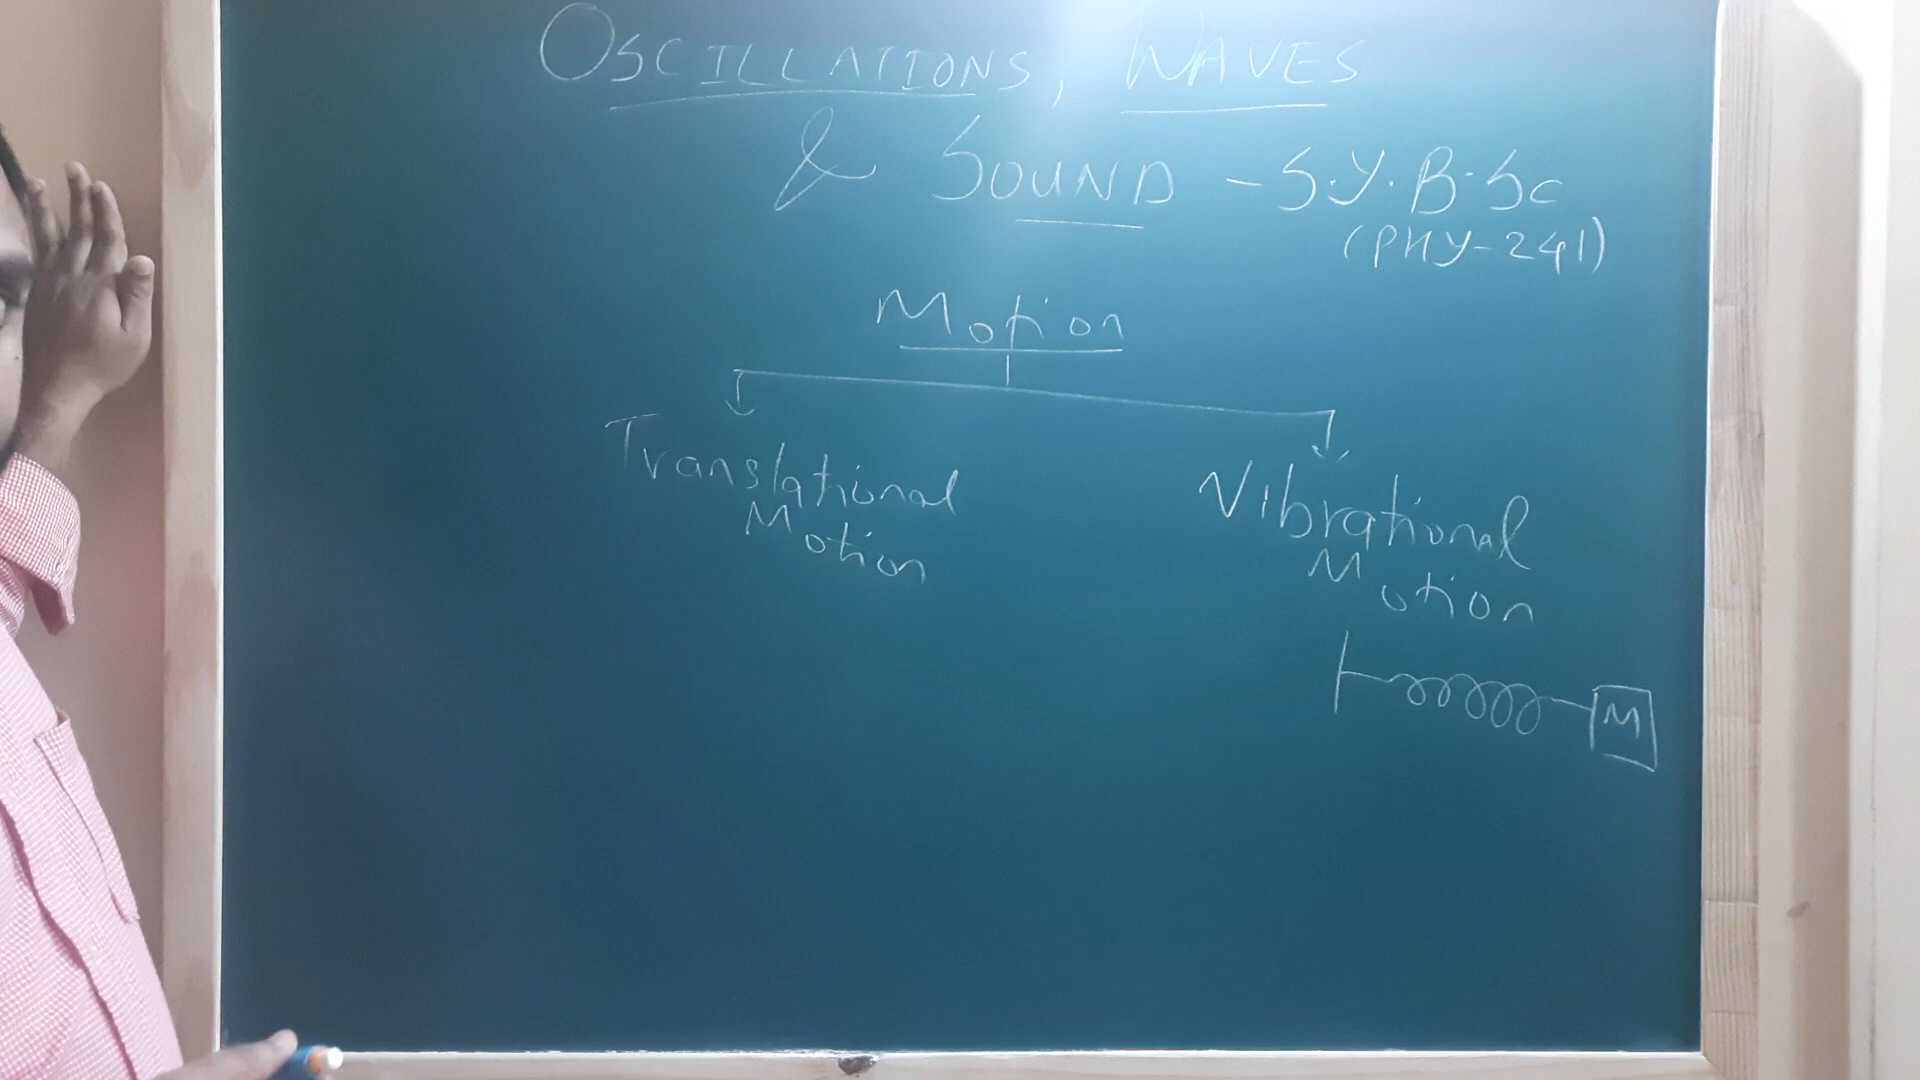 OSCILLATIONS, WAVES
& SOUND - S.Y.B.Sc
(PHY-241)
Motion
Translational
Motion
Vibrational
Motion
M